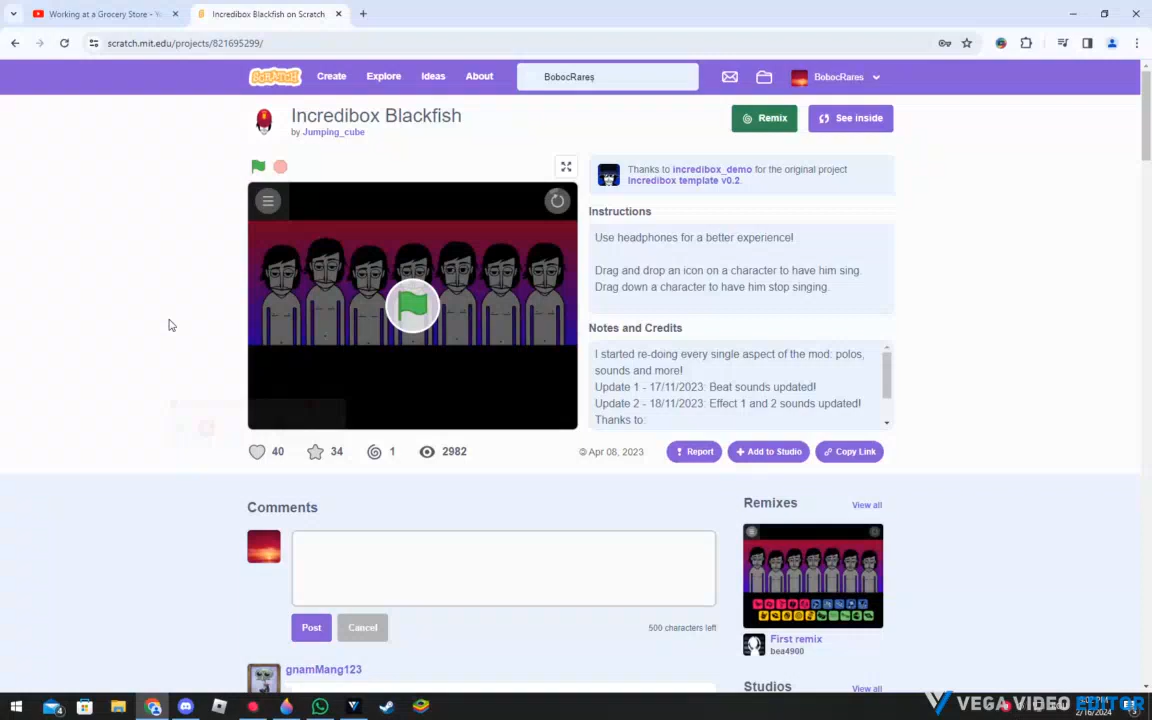 Working at a Grocery Store - Yo
Incredibox Blackfish on Scratch
scratch.mit.edu/projects/821695299/
SCRATCH
Create
Explore
Ideas
About
BobocRares
BobocRares
Incredibox Blackfish
by Jumping_cube
Remix
See inside
Thanks to incredibox_demo for the original project
Incredibox template v0.2.
Instructions
Use headphones for a better experience!
Drag and drop an icon on a character to have him sing.
Drag down a character to have him stop singing.
Notes and Credits
I started re-doing every single aspect of the mod: polos,
sounds and more!
Update 1 - 17/11/2023: Beat sounds updated!
Update 2 - 18/11/2023: Effect 1 and 2 sounds updated!
Thanks to:
40
34
1
2982
© Apr 08, 2023
Report
Add to Studio
Copy Link
Comments
Remixes
View all
Post
Cancel
500 characters left
First remix
bea4900
gnamMang123
Studios
View all
VEGA VIDEO EDITOR
2/16/2024